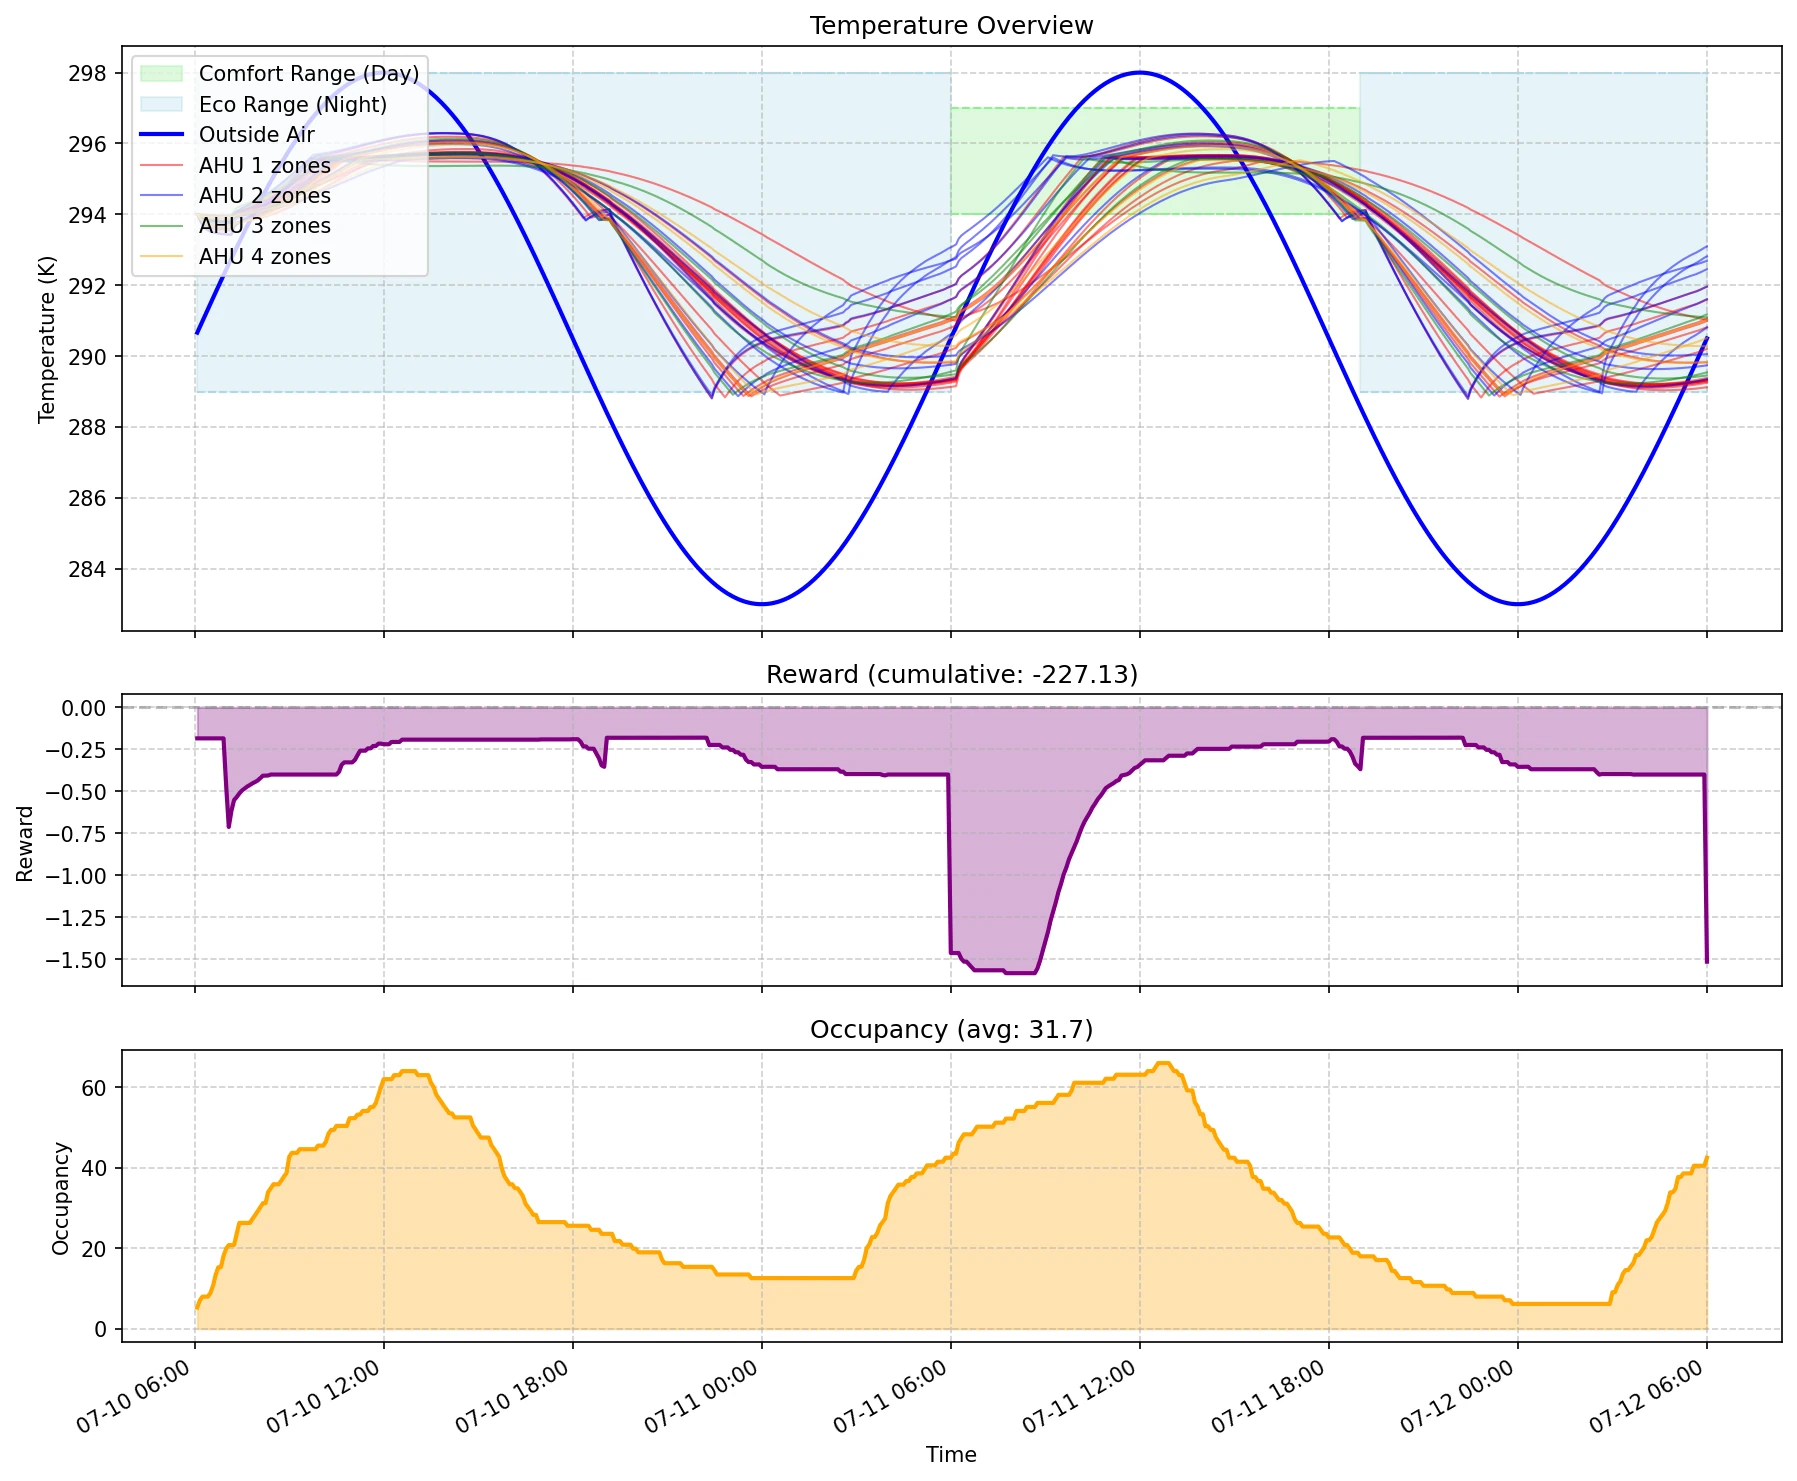 Temperature Overview
298
296
294
292
290
288
286
284
Temperature (K)
Comfort Range (Day)
Eco Range (Night)
Outside Air
AHU 1 zones
AHU 2 zones
AHU 3 zones
AHU 4 zones
Reward (cumulative: -227.13)
0.00
−0.25
−0.50
−0.75
−1.00
−1.25
−1.50
Reward
Occupancy (avg: 31.7)
60
40
20
0
Occupancy
07-10 06:00
07-10 12:00
07-10 18:00
07-11 00:00
07-11 06:00
07-11 12:00
07-11 18:00
07-12 00:00
07-12 06:00
Time